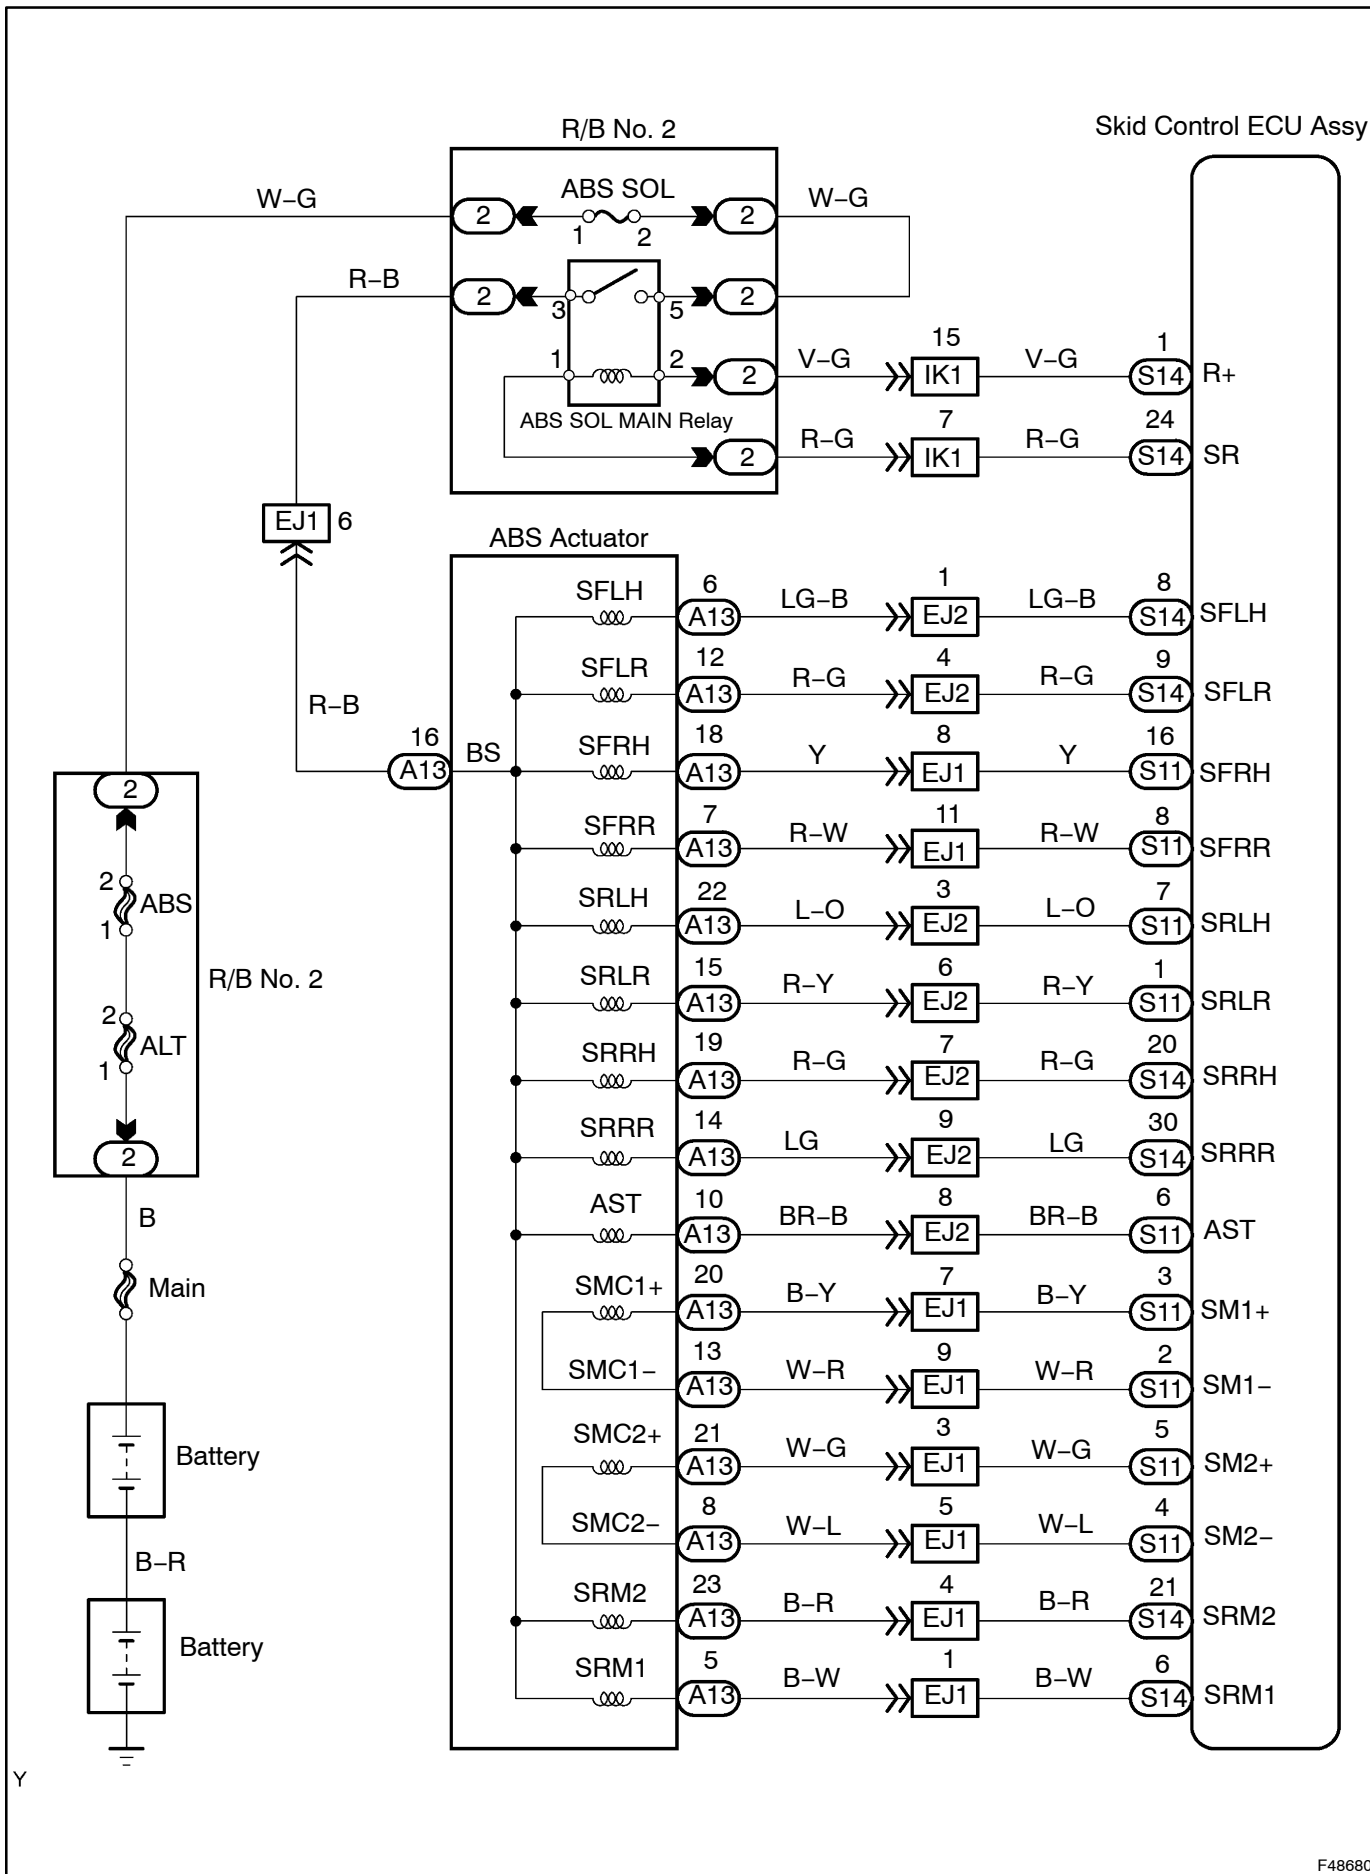 R/B No. 2
Skid Control ECU Assy
W–G
2
ABS SOL
1
2
2
W–G
R–B
2
3
5
2
1
2
2
V–G
15
IK1
V–G
1
S14
R+
ABS SOL MAIN Relay
2
R–G
7
IK1
R–G
24
S14
SR
EJ1
6
ABS Actuator
SFLH
6
A13
LG–B
1
EJ2
LG–B
8
S14
SFLH
SFLR
12
A13
R–G
4
EJ2
R–G
9
S14
SFLR
R–B
16
A13
BS
SFRH
18
A13
Y
8
EJ1
Y
16
S11
SFRH
SFRR
7
A13
R–W
11
EJ1
R–W
8
S11
SFRR
SRLH
22
A13
L–O
3
EJ2
L–O
7
S11
SRLH
SRLR
15
A13
R–Y
6
EJ2
R–Y
1
S11
SRLR
SRRH
19
A13
R–G
7
EJ2
R–G
20
S14
SRRH
SRRR
14
A13
LG
9
EJ2
LG
30
S14
SRRR
AST
10
A13
BR–B
8
EJ2
BR–B
6
S11
AST
SMC1+
20
A13
B–Y
7
EJ1
B–Y
3
S11
SM1+
SMC1–
13
A13
W–R
9
EJ1
W–R
2
S11
SM1–
SMC2+
21
A13
W–G
3
EJ1
W–G
5
S11
SM2+
SMC2–
8
A13
W–L
5
EJ1
W–L
4
S11
SM2–
SRM2
23
A13
B–R
4
EJ1
B–R
21
S14
SRM2
SRM1
5
A13
B–W
1
EJ1
B–W
6
S14
SRM1
2
2
ABS
1
R/B No. 2
2
ALT
1
2
B
Main
Battery
B–R
Battery
Y
F48680